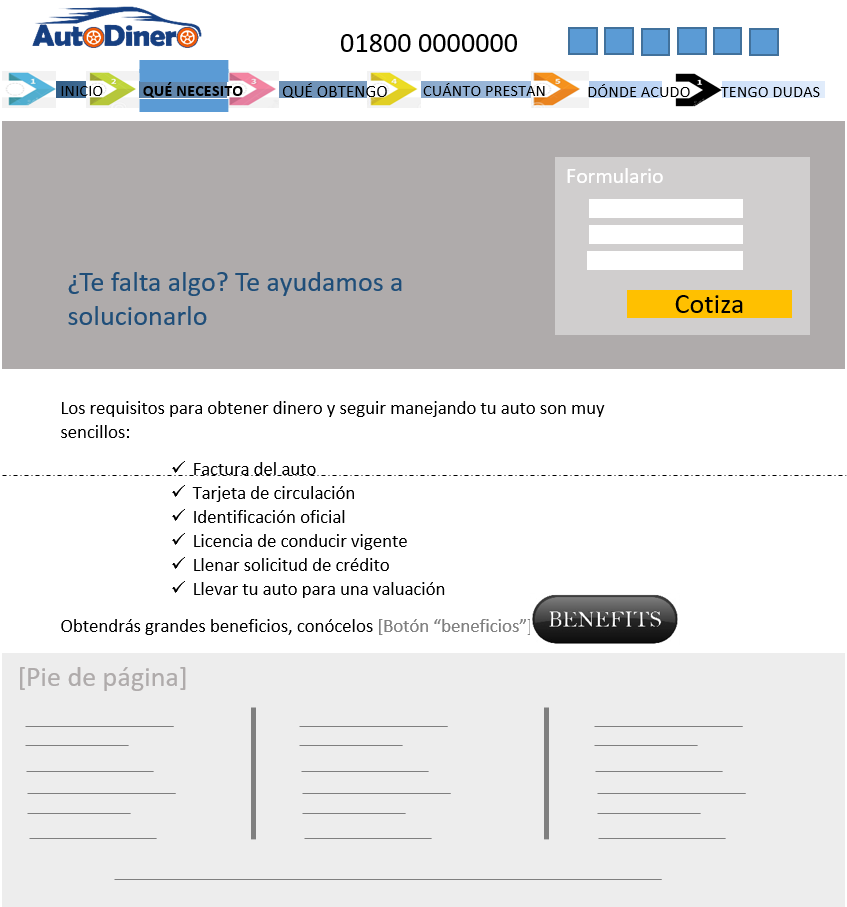 AutoDinero
01800 0000000
1 INICIO 2 QUÉ NECESITO 3 QUÉ OBTENGO 4 CUÁNTO PRESTAN 5 DÓNDE ACUDO 1 TENGO DUDAS
Formulario
Cotiza
¿Te falta algo? Te ayudamos a
solucionarlo
Los requisitos para obtener dinero y seguir manejando tu auto son muy
sencillos:
✓ Factura del auto
✓ Tarjeta de circulación
✓ Identificación oficial
✓ Licencia de conducir vigente
✓ Llenar solicitud de crédito
✓ Llevar tu auto para una valuación
Obtendrás grandes beneficios, conócelos [Botón “beneficios”] BENEFITS
[Pie de página]